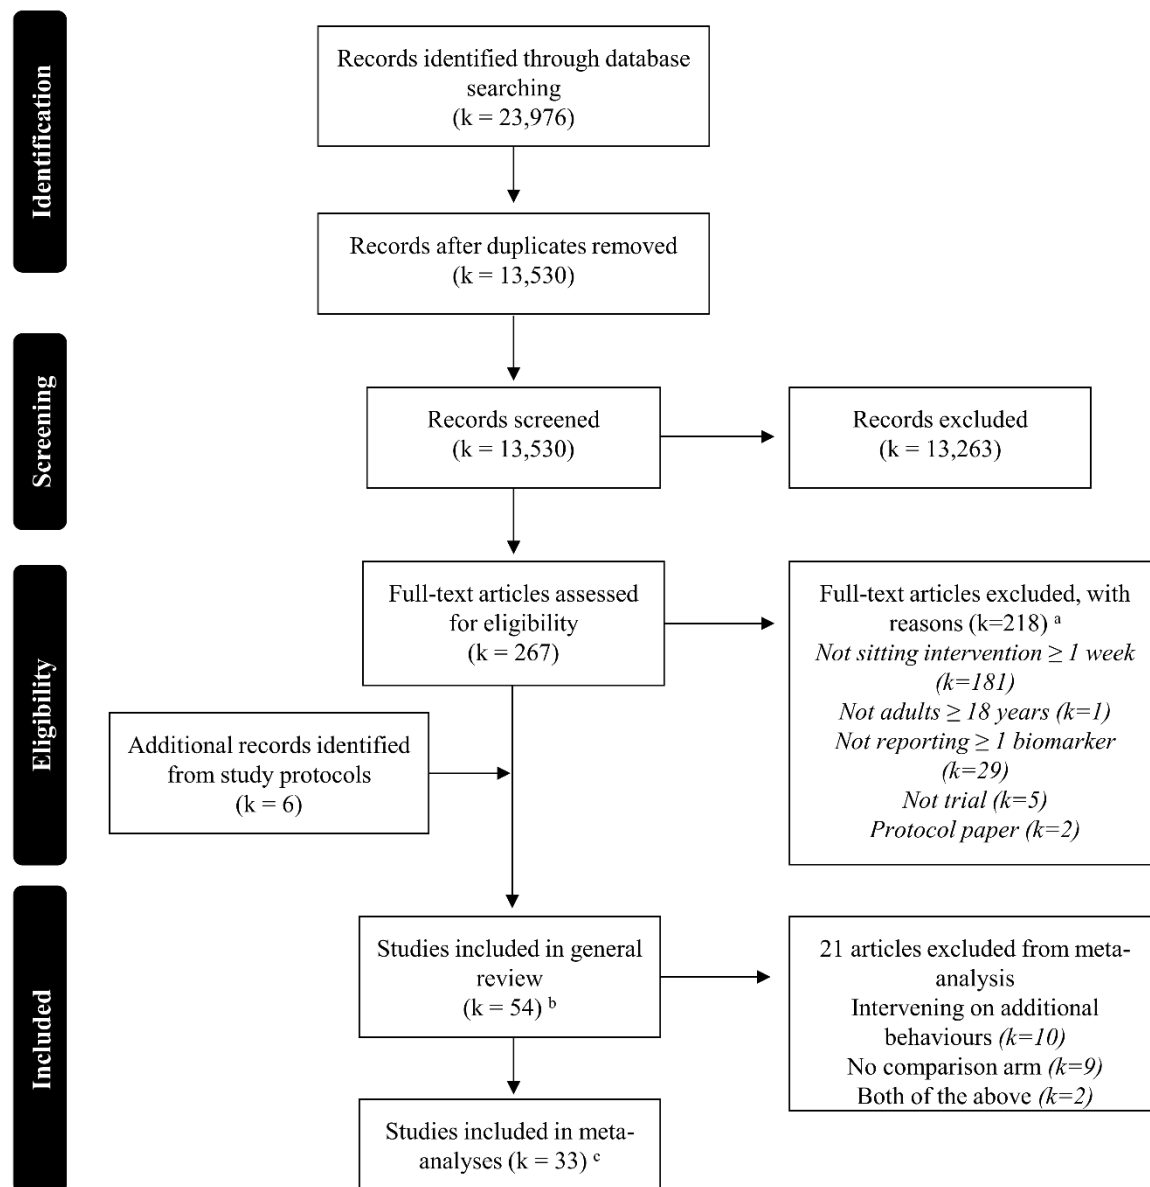 Identification
Records identified through database
searching
(k = 23,976)
Records after duplicates removed
(k = 13,530)
Screening
Records screened
(k = 13,530)
Records excluded
(k = 13,263)
Eligibility
Full-text articles assessed
for eligibility
(k = 267)
Full-text articles excluded, with
reasons (k=218) a
Not sitting intervention ≥ 1 week
(k=181)
Not adults ≥ 18 years (k=1)
Not reporting ≥ 1 biomarker
(k=29)
Not trial (k=5)
Protocol paper (k=2)
Additional records identified
from study protocols
(k = 6)
Included
Studies included in general
review
(k = 54) b
21 articles excluded from meta-
analysis
Intervening on additional
behaviours (k=10)
No comparison arm (k=9)
Both of the above (k=2)
Studies included in meta-
analyses (k = 33) c